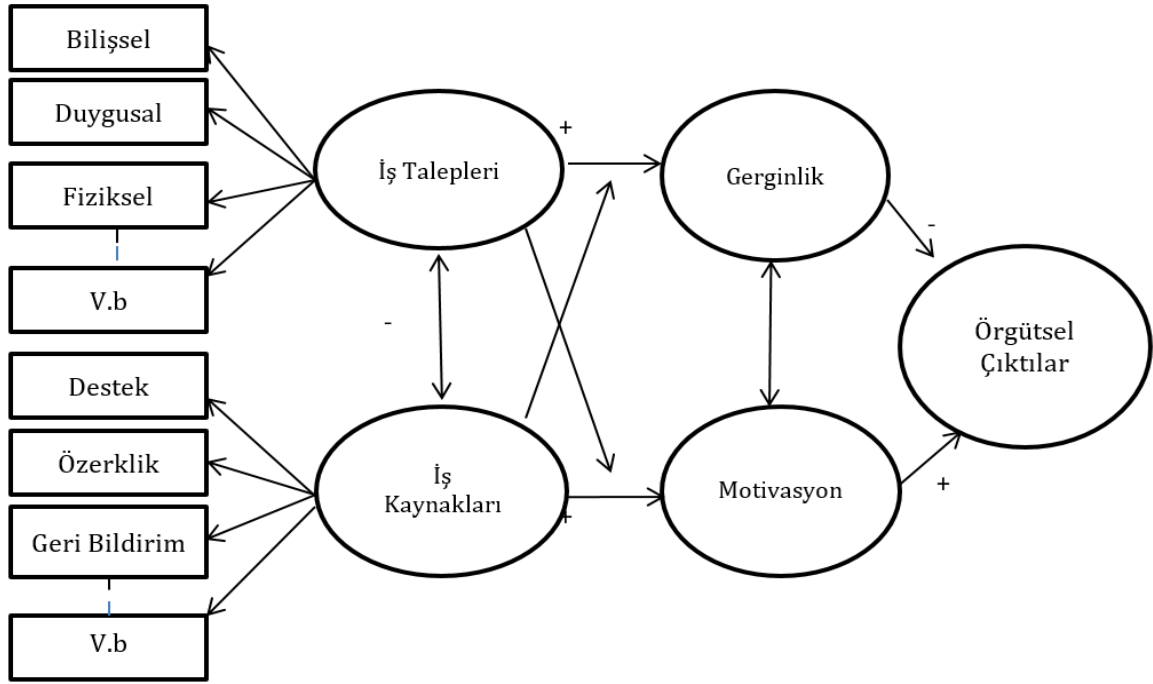 Bilişsel
Duygusal
Fiziksel
V.b
Destek
Özerklik
Geri Bildirim
V.b
İş Talepleri
-
İş
Kaynakları
+
+
Gerginlik
Motivasyon
-
+
Örgütsel
Çıktılar